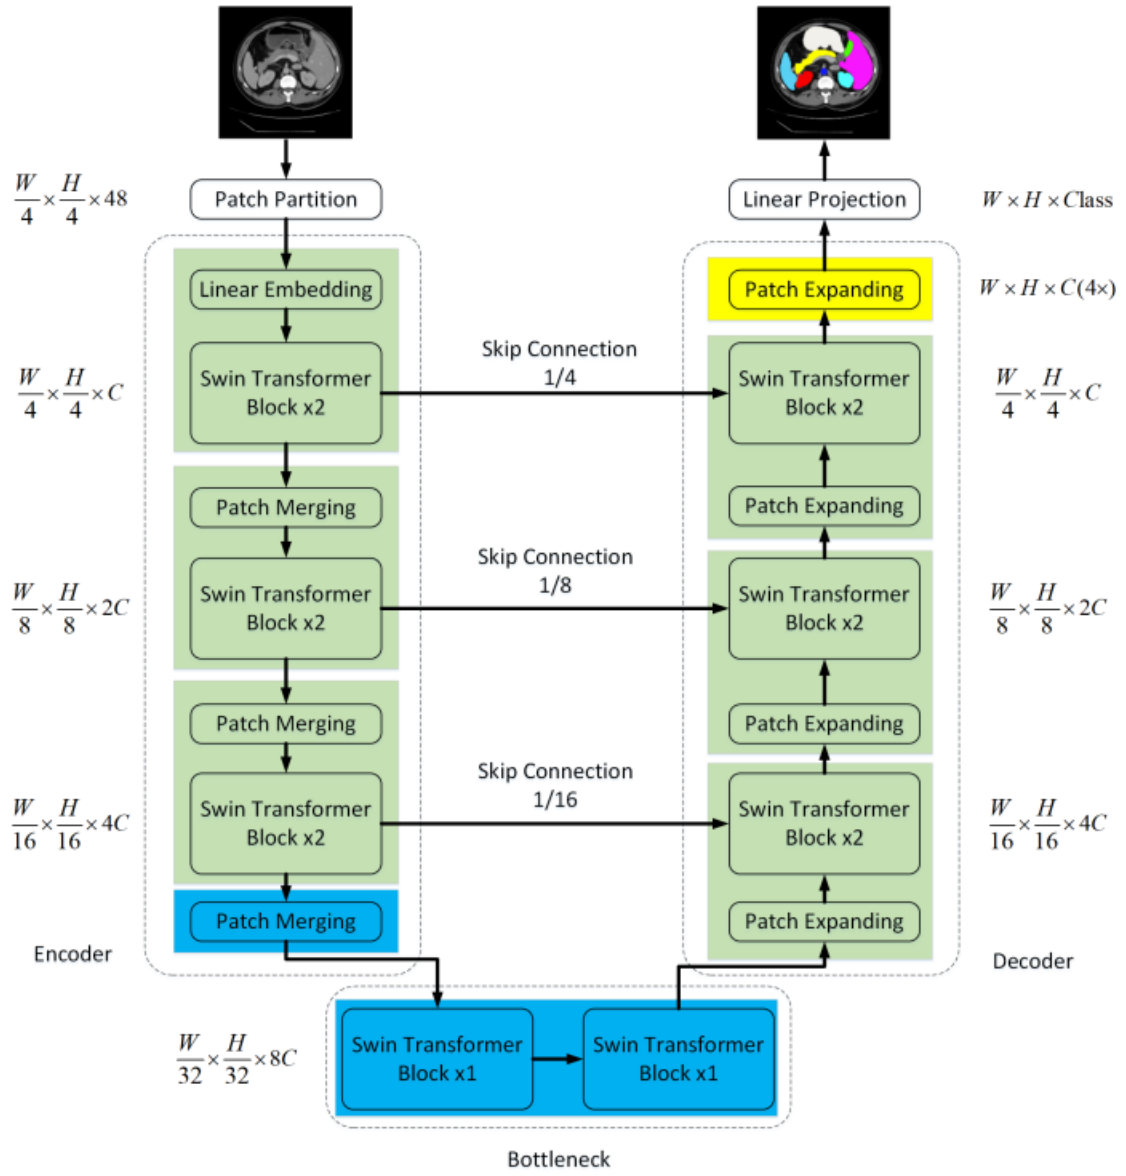 W/4 × H/4 × 48
Patch Partition
Linear Projection
W × H × Class
Linear Embedding
Patch Expanding
W × H × C(4×)
W/4 × H/4 × C
Swin Transformer
Block x2
Skip Connection
1/4
Swin Transformer
Block x2
W/4 × H/4 × C
Patch Merging
Patch Expanding
W/8 × H/8 × 2C
Swin Transformer
Block x2
Skip Connection
1/8
Swin Transformer
Block x2
W/8 × H/8 × 2C
Patch Merging
Patch Expanding
W/16 × H/16 × 4C
Swin Transformer
Block x2
Skip Connection
1/16
Swin Transformer
Block x2
W/16 × H/16 × 4C
Patch Merging
Patch Expanding
Encoder
Decoder
W/32 × H/32 × 8C
Swin Transformer
Block x1
Swin Transformer
Block x1
Bottleneck